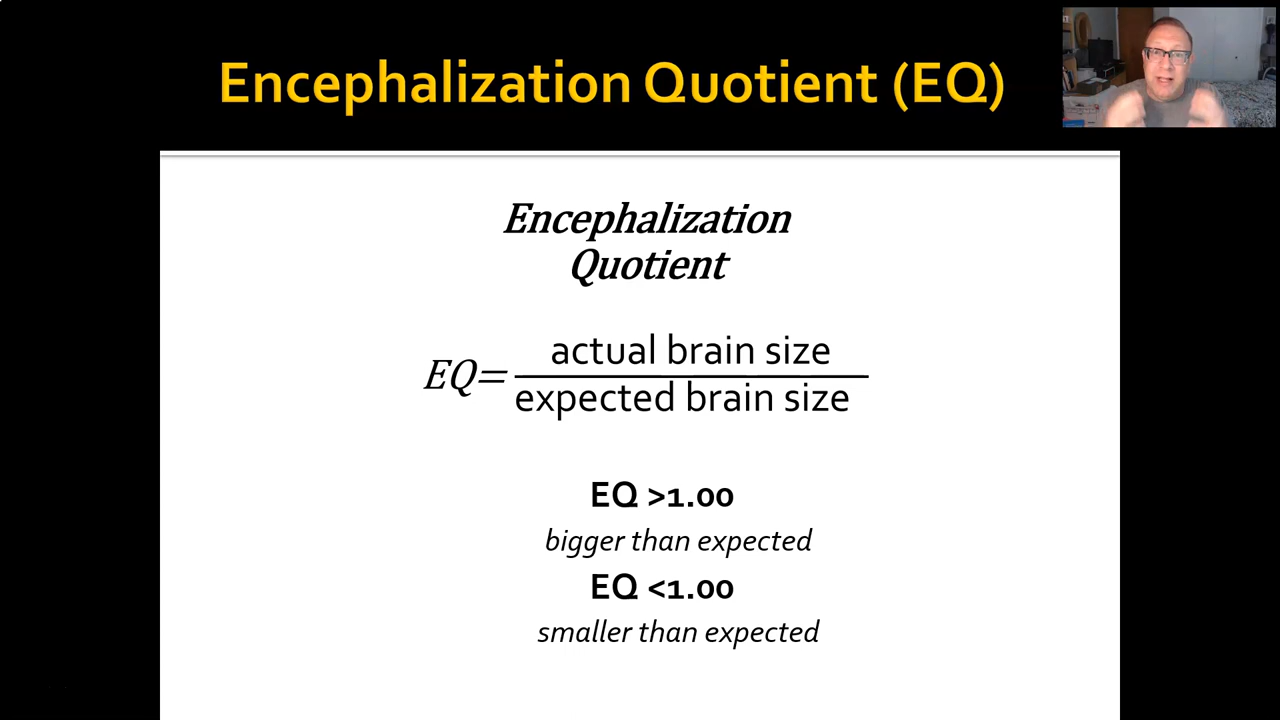 Encephalization Quotient (EQ)
Encephalization
Quotient
EQ=
actual brain size
expected brain size
EQ >1.00
bigger than expected
EQ <1.00
smaller than expected